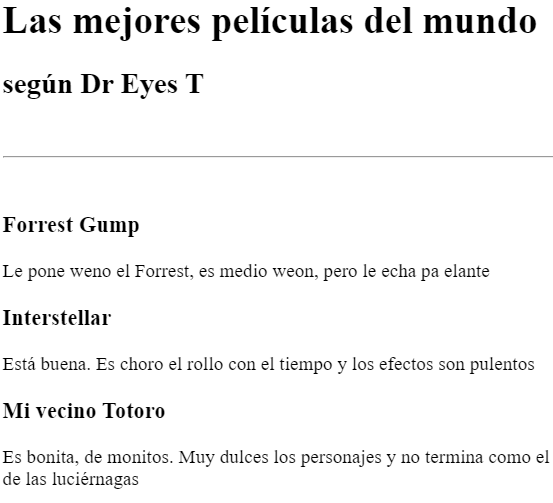 Las mejores películas del mundo
según Dr Eyes T
Forrest Gump
Le pone weno el Forrest, es medio weon, pero le echa pa elante
Interstellar
Está buena. Es choro el rollo con el tiempo y los efectos son pulentos
Mi vecino Totoro
Es bonita, de monitos. Muy dulces los personajes y no termina como el
de las luciérnagas